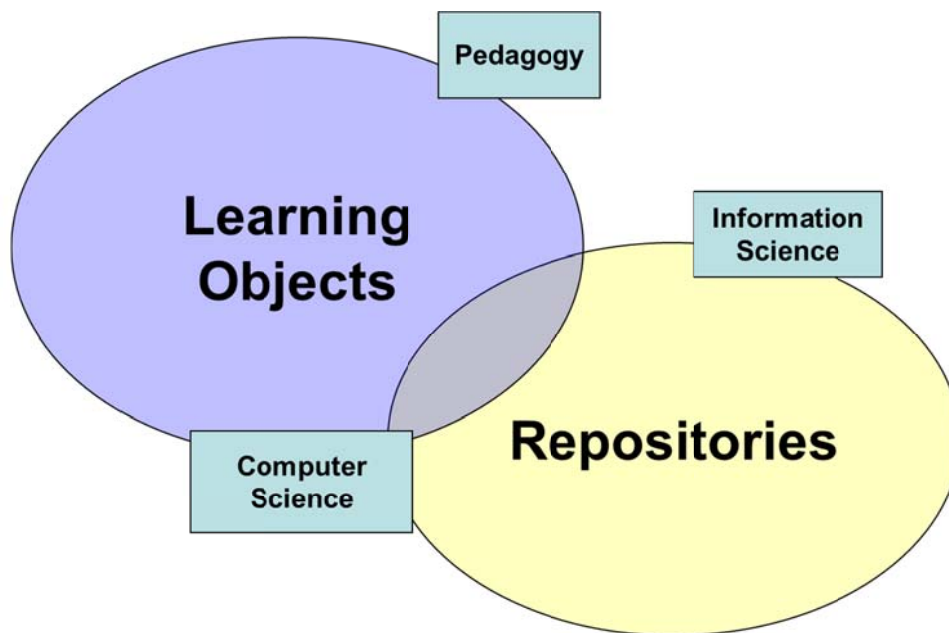 Pedagogy
Learning
Objects
Information
Science
Repositories
Computer
Science